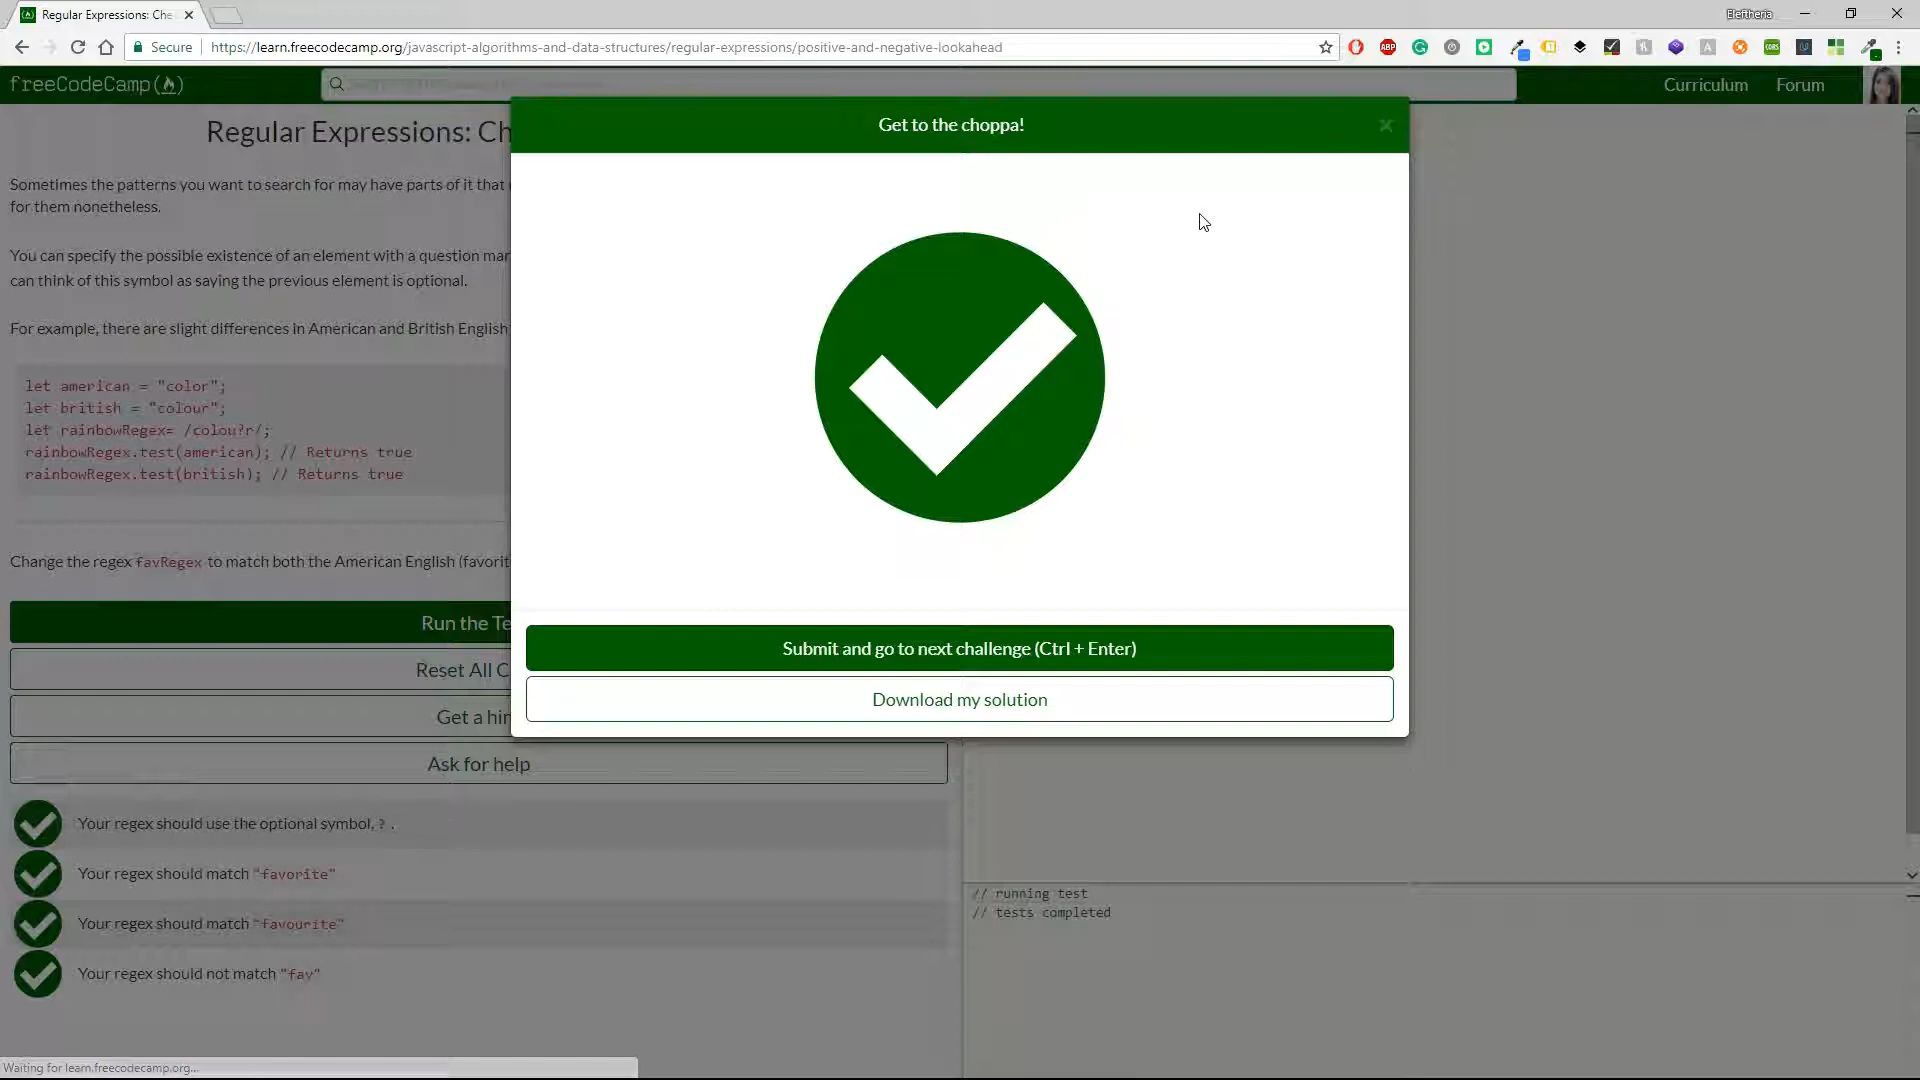 Regular Expressions: Che
Eleftheria
Secure
https://learn.freecodecamp.org/javascript-algorithms-and-data-structures/regular-expressions/positive-and-negative-lookahead
freeCodeCamp
Curriculum
Forum
Get to the choppa!
Regular Expressions: Ch
Sometimes the patterns you want to search for may have parts of it that
for them nonetheless.
You can specify the possible existence of an element with a question mar
can think of this symbol as saying the previous element is optional.
For example, there are slight differences in American and British English
let american = "color";
let british = "colour";
let rainbowRegex= /colou?r/;
rainbowRegex.test(american); // Returns true
rainbowRegex.test(british); // Returns true
Change the regex favRegex to match both the American English (favorit
Run the Te
Reset All C
Get a hin
Ask for help
Submit and go to next challenge (Ctrl + Enter)
Download my solution
Your regex should use the optional symbol, ? .
Your regex should match "favorite"
Your regex should match "favourite"
Your regex should not match "fav"
// running test
// tests completed
Waiting for learn.freecodecamp.org...